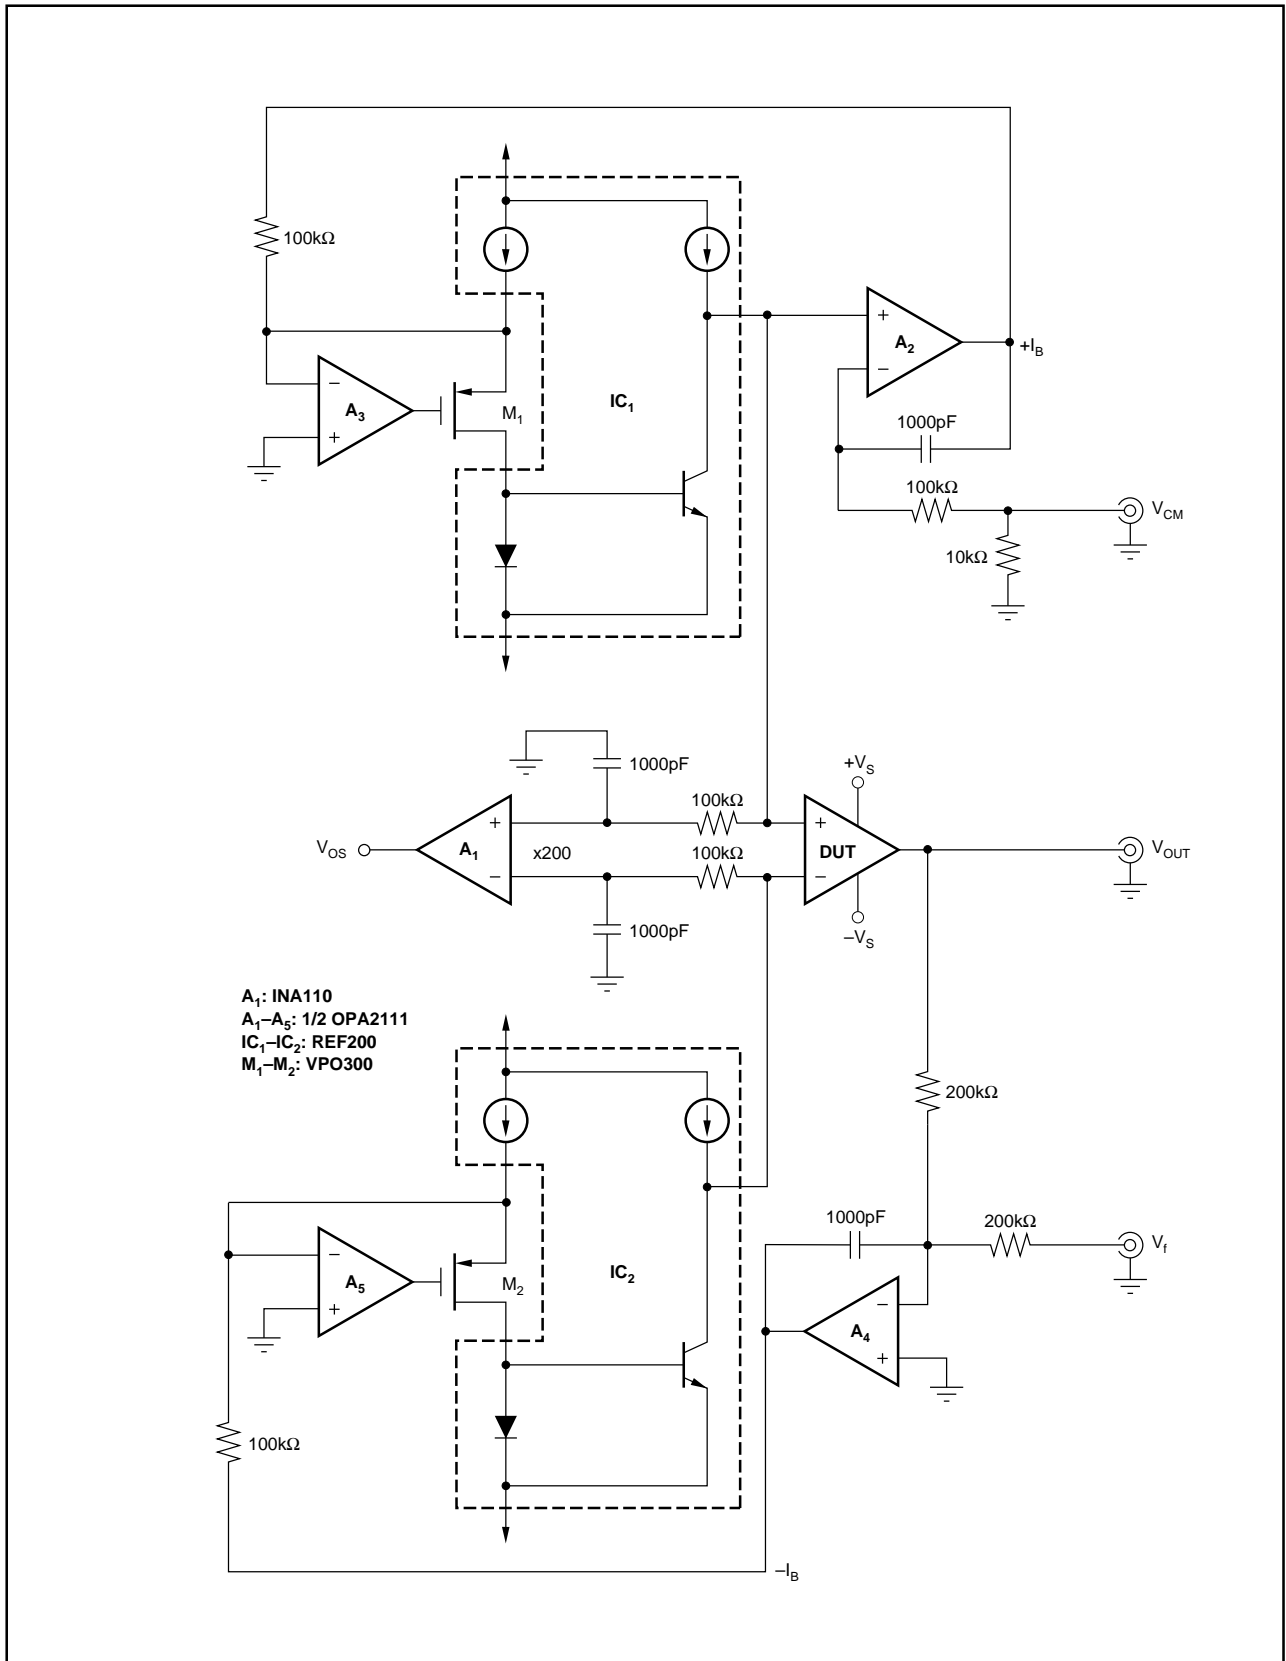 100kΩ
−
A3
+
M1
IC1
+
A2
−
+IB
1000pF
100kΩ
VCM
10kΩ
1000pF
+VS
100kΩ
VOS
+
A1
−
x200
100kΩ
+
DUT
−
VOUT
1000pF
−VS
A1: INA110
A1–A5: 1/2 OPA2111
IC1–IC2: REF200
M1–M2: VPO300
200kΩ
1000pF
200kΩ
Vf
−
A5
+
M2
IC2
−
A4
+
100kΩ
–IB